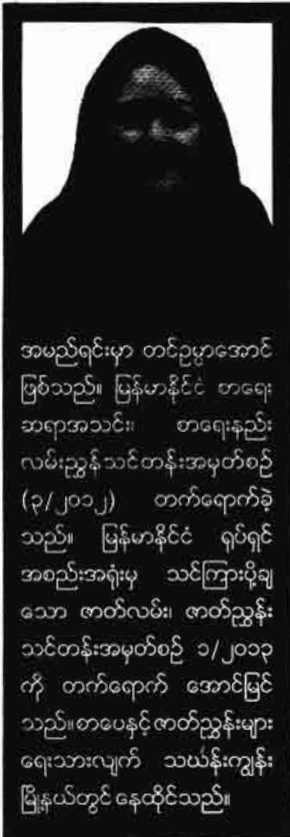 အမည်ရင်းမှာ တင်ဥမ္မာအောင်
ဖြစ်သည်။ မြန်မာနိုင်ငံ စာရေး
ဆရာအသင်း၊ စာရေးနည်း
လမ်းညွှန်သင်တန်းအမှတ်စဉ်
(၃/၂၀၁၂) တက်ရောက်ခဲ့
သည်။ မြန်မာနိုင်ငံ ရုပ်ရှင်
အစည်းအရုံးမှ သင်ကြားပို့ချ
သော ဇာတ်လမ်း၊ ဇာတ်ညွှန်း
သင်တန်းအမှတ်စဉ် ၁/၂၀၁၃
ကို တက်ရောက် အောင်မြင်
သည်။စာပေနှင့်ဇာတ်ညွှန်းများ
ရေးသားလျက် သင်္ဃန်းကျွန်း
မြို့နယ်တွင်နေထိုင်သည်။